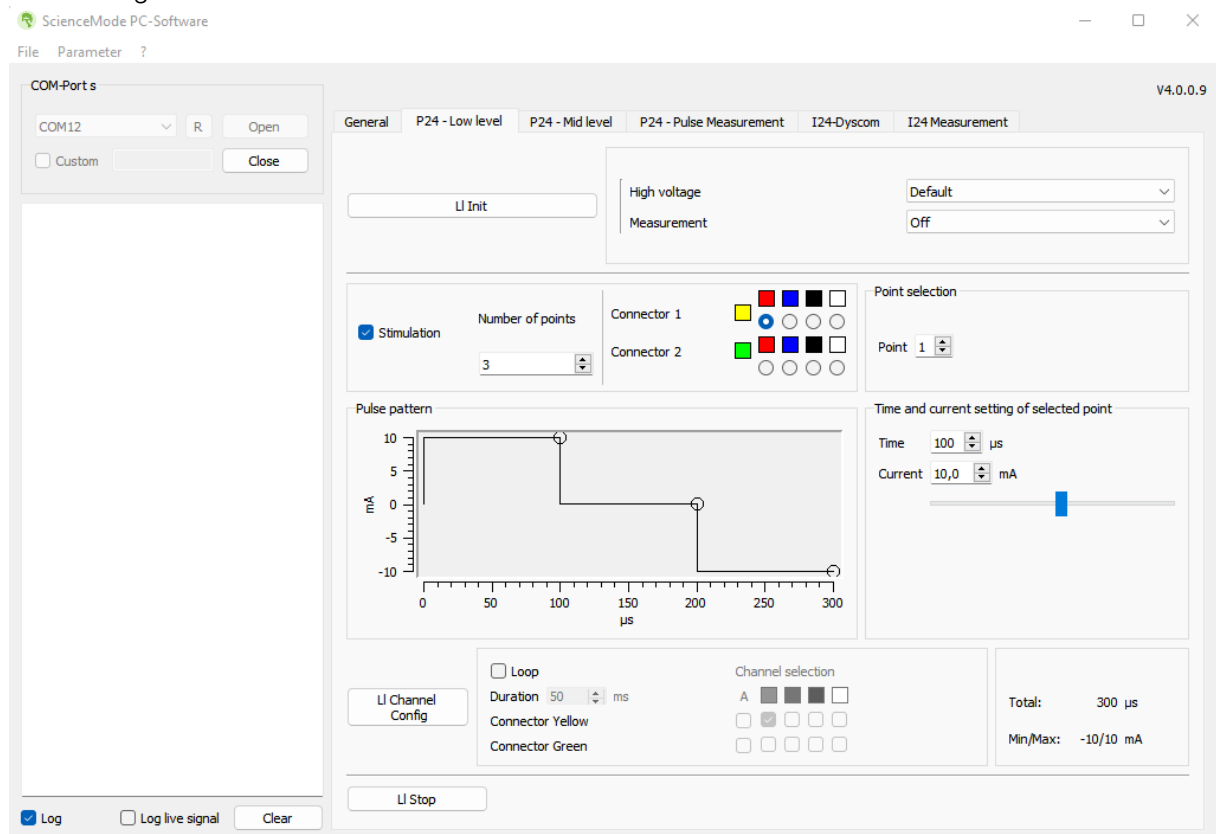 ScienceMode PC-Software
File Parameter ?
COM-Port s
V4.0.0.9
COM12 R Open
Custom Close
General P24 - Low level P24 - Mid level P24 - Pulse Measurement I24-Dyscom I24 Measurement
Ll Init
High voltage Default
Measurement Off
Stimulation
Number of points
3
Connector 1
Connector 2
Point selection
Point 1
Pulse pattern
10
5
0
-5
-10
mA
0 50 100 150 200 250 300
µs
Time and current setting of selected point
Time 100 µs
Current 10,0 mA
Ll Channel
Config
Loop
Duration 50 ms
Connector Yellow
Connector Green
Channel selection
A
Total: 300 µs
Min/Max: -10/10 mA
Ll Stop
Log Log live signal Clear